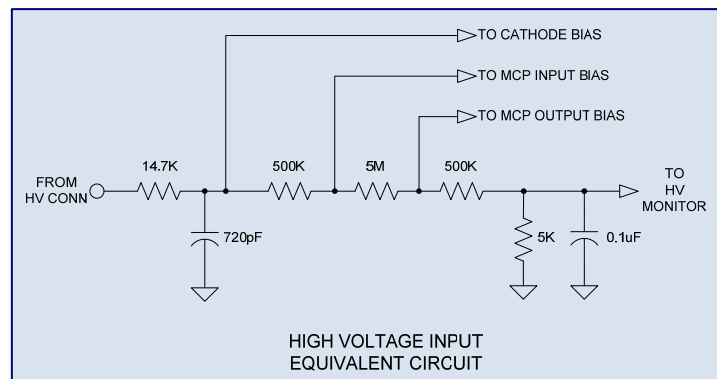 TO CATHODE BIAS
TO MCP INPUT BIAS
TO MCP OUTPUT BIAS
14.7K
500K
5M
500K
FROM
HV CONN
TO
HV
MONITOR
720pF
5K
0.1uF
HIGH VOLTAGE INPUT
EQUIVALENT CIRCUIT